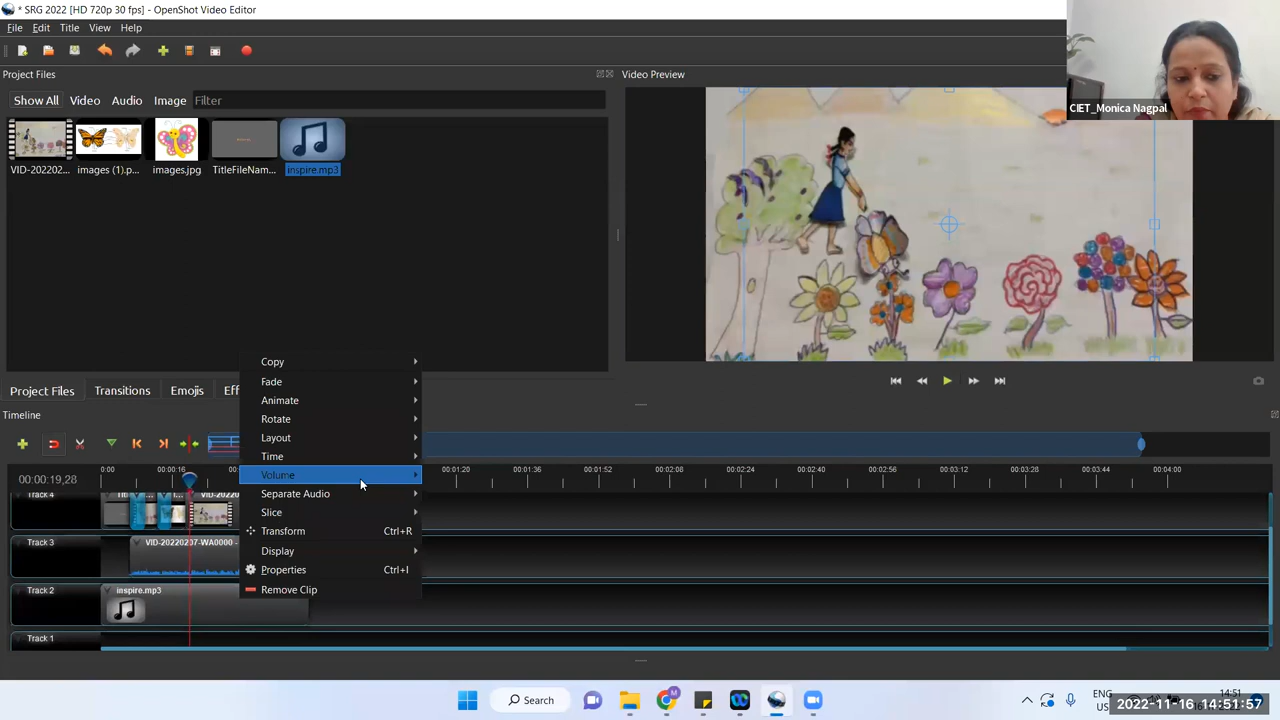 * SRG 2022 [HD 720p 30 fps] - OpenShot Video Editor
File Edit Title View Help
Project Files
Video Preview
CIET_Monica Nagpal
Show All Video Audio Image Filter
VID-202202... images (1).p... images.jpg TitleFileNam... inspire.mp3
Project Files Transitions Emojis Eff
Timeline
Copy
Fade
Animate
Rotate
Layout
Time
Volume
Separate Audio
Slice
Transform Ctrl+R
Display
Properties Ctrl+I
Remove Clip
00:00:19,28
0:00 00:00:16 00:01:20 00:01:36 00:01:52 00:02:08 00:02:24 00:02:40 00:02:56 00:03:12 00:03:28 00:03:44 00:04:00
Track 4
VID-2022
Track 3
VID-20220207-WA0000 -
Track 2
inspire.mp3
Track 1
Search
ENG
14:51
2022-11-16 14:51:57